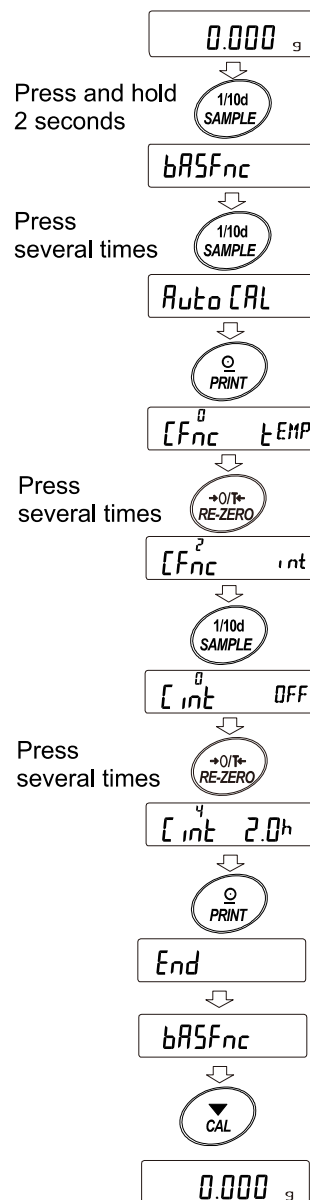 0.000 g
Press and hold
2 seconds
1/10d
SAMPLE
bASFnc
Press
several times
1/10d
SAMPLE
Auto CAL
PRINT
0
CFnc tEMP
Press
several times
→0/T←
RE-ZERO
2
CFnc int
1/10d
SAMPLE
0
C int OFF
Press
several times
→0/T←
RE-ZERO
4
C int 2.0h
PRINT
End
bASFnc
CAL
0.000 g